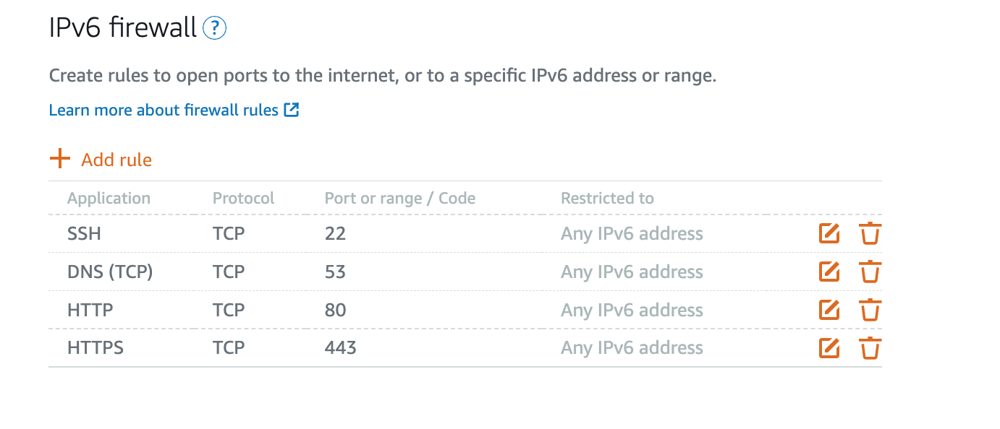 IPv6 firewall ?
Create rules to open ports to the internet, or to a specific IPv6 address or range.
Learn more about firewall rules
Add rule
Application Protocol Port or range / Code Restricted to
SSH TCP 22 Any IPv6 address
DNS (TCP) TCP 53 Any IPv6 address
HTTP TCP 80 Any IPv6 address
HTTPS TCP 443 Any IPv6 address